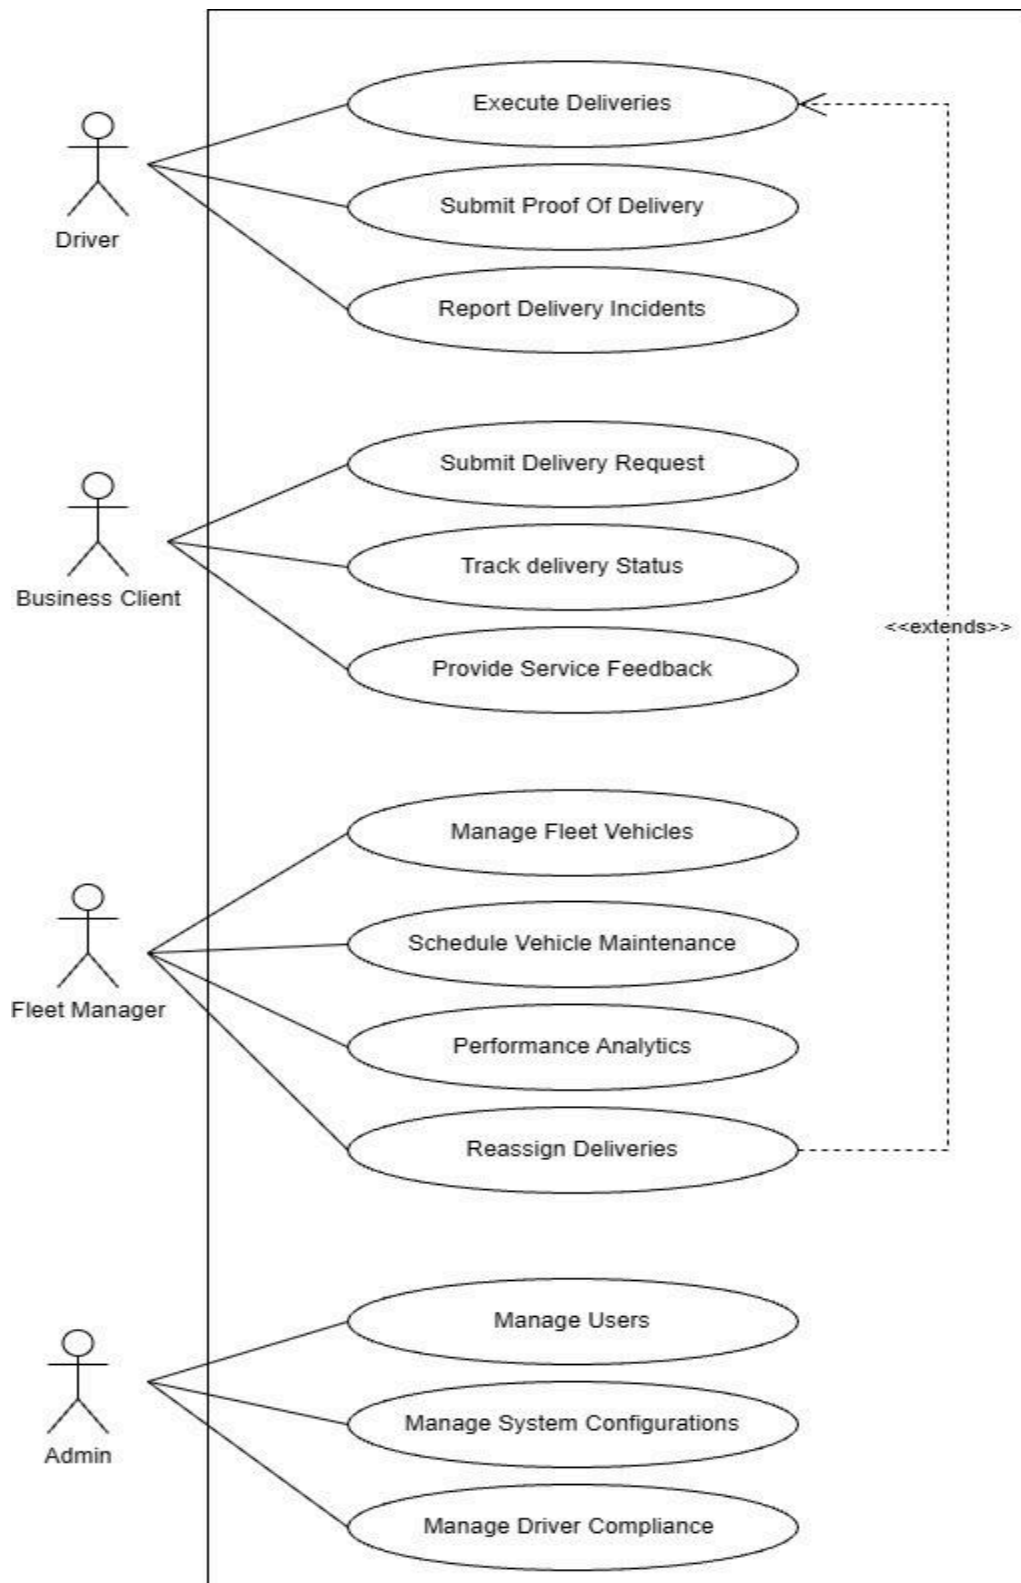 Execute Deliveries
Submit Proof Of Delivery
Driver
Report Delivery Incidents
Submit Delivery Request
Track delivery Status
Business Client
<<extends>>
Provide Service Feedback
Manage Fleet Vehicles
Schedule Vehicle Maintenance
Fleet Manager
Performance Analytics
Reassign Deliveries
Manage Users
Manage System Configurations
Admin
Manage Driver Compliance